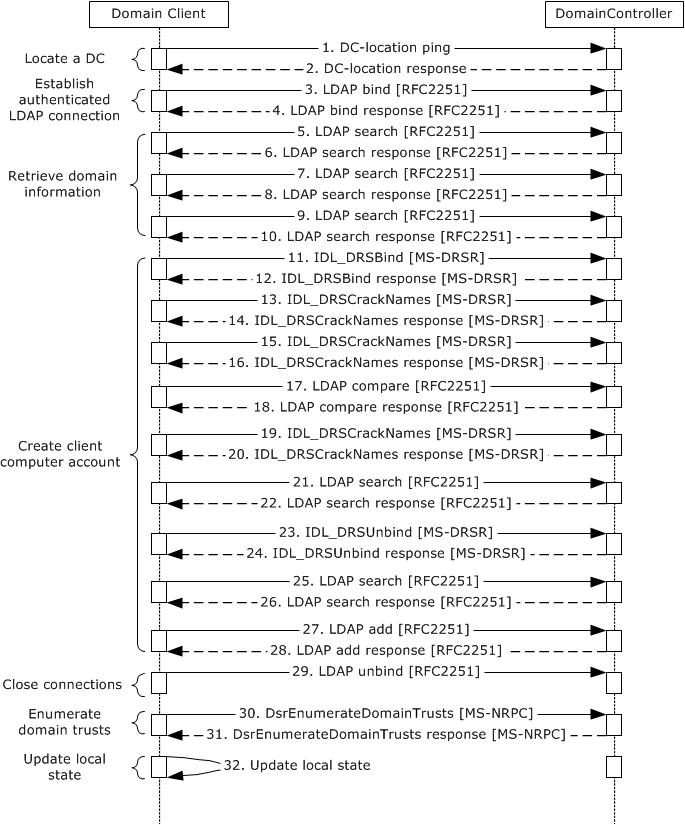 Domain Client
DomainController
Locate a DC
1. DC-location ping
2. DC-location response
Establish
authenticated
LDAP connection
3. LDAP bind [RFC2251]
4. LDAP bind response [RFC2251]
Retrieve domain
information
5. LDAP search [RFC2251]
6. LDAP search response [RFC2251]
7. LDAP search [RFC2251]
8. LDAP search response [RFC2251]
9. LDAP search [RFC2251]
10. LDAP search response [RFC2251]
Create client
computer account
11. IDL_DRSBind [MS-DRSR]
12. IDL_DRSBind response [MS-DRSR]
13. IDL_DRSCrackNames [MS-DRSR]
14. IDL_DRSCrackNames response [MS-DRSR]
15. IDL_DRSCrackNames [MS-DRSR]
16. IDL_DRSCrackNames response [MS-DRSR]
17. LDAP compare [RFC2251]
18. LDAP compare response [RFC2251]
19. IDL_DRSCrackNames [MS-DRSR]
20. IDL_DRSCrackNames response [MS-DRSR]
21. LDAP search [RFC2251]
22. LDAP search response [RFC2251]
23. IDL_DRSUnbind [MS-DRSR]
24. IDL_DRSUnbind response [MS-DRSR]
25. LDAP search [RFC2251]
26. LDAP search response [RFC2251]
27. LDAP add [RFC2251]
28. LDAP add response [RFC2251]
Close connections
29. LDAP unbind [RFC2251]
Enumerate
domain trusts
30. DsrEnumerateDomainTrusts [MS-NRPC]
31. DsrEnumerateDomainTrusts response [MS-NRPC]
Update local
state
32. Update local state